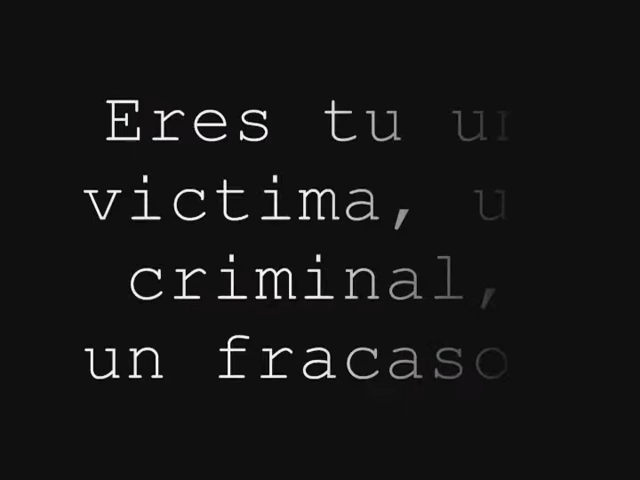 Eres tu
victima,
criminal,
un fracaso